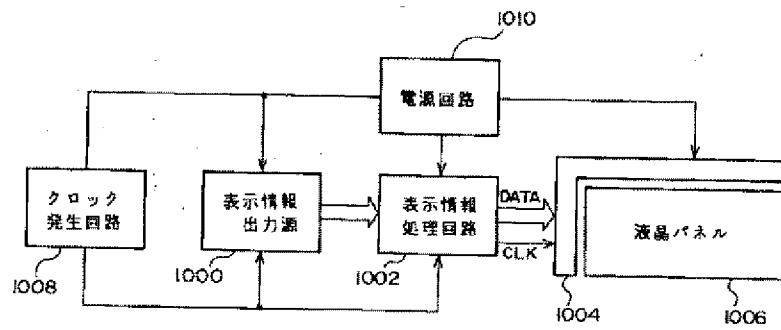 1010
電源回路
クロック
発生回路
表示情報
出力源
表示情報
処理回路
DATA
CLK
液晶パネル
1008
1000
1002
1004
1006